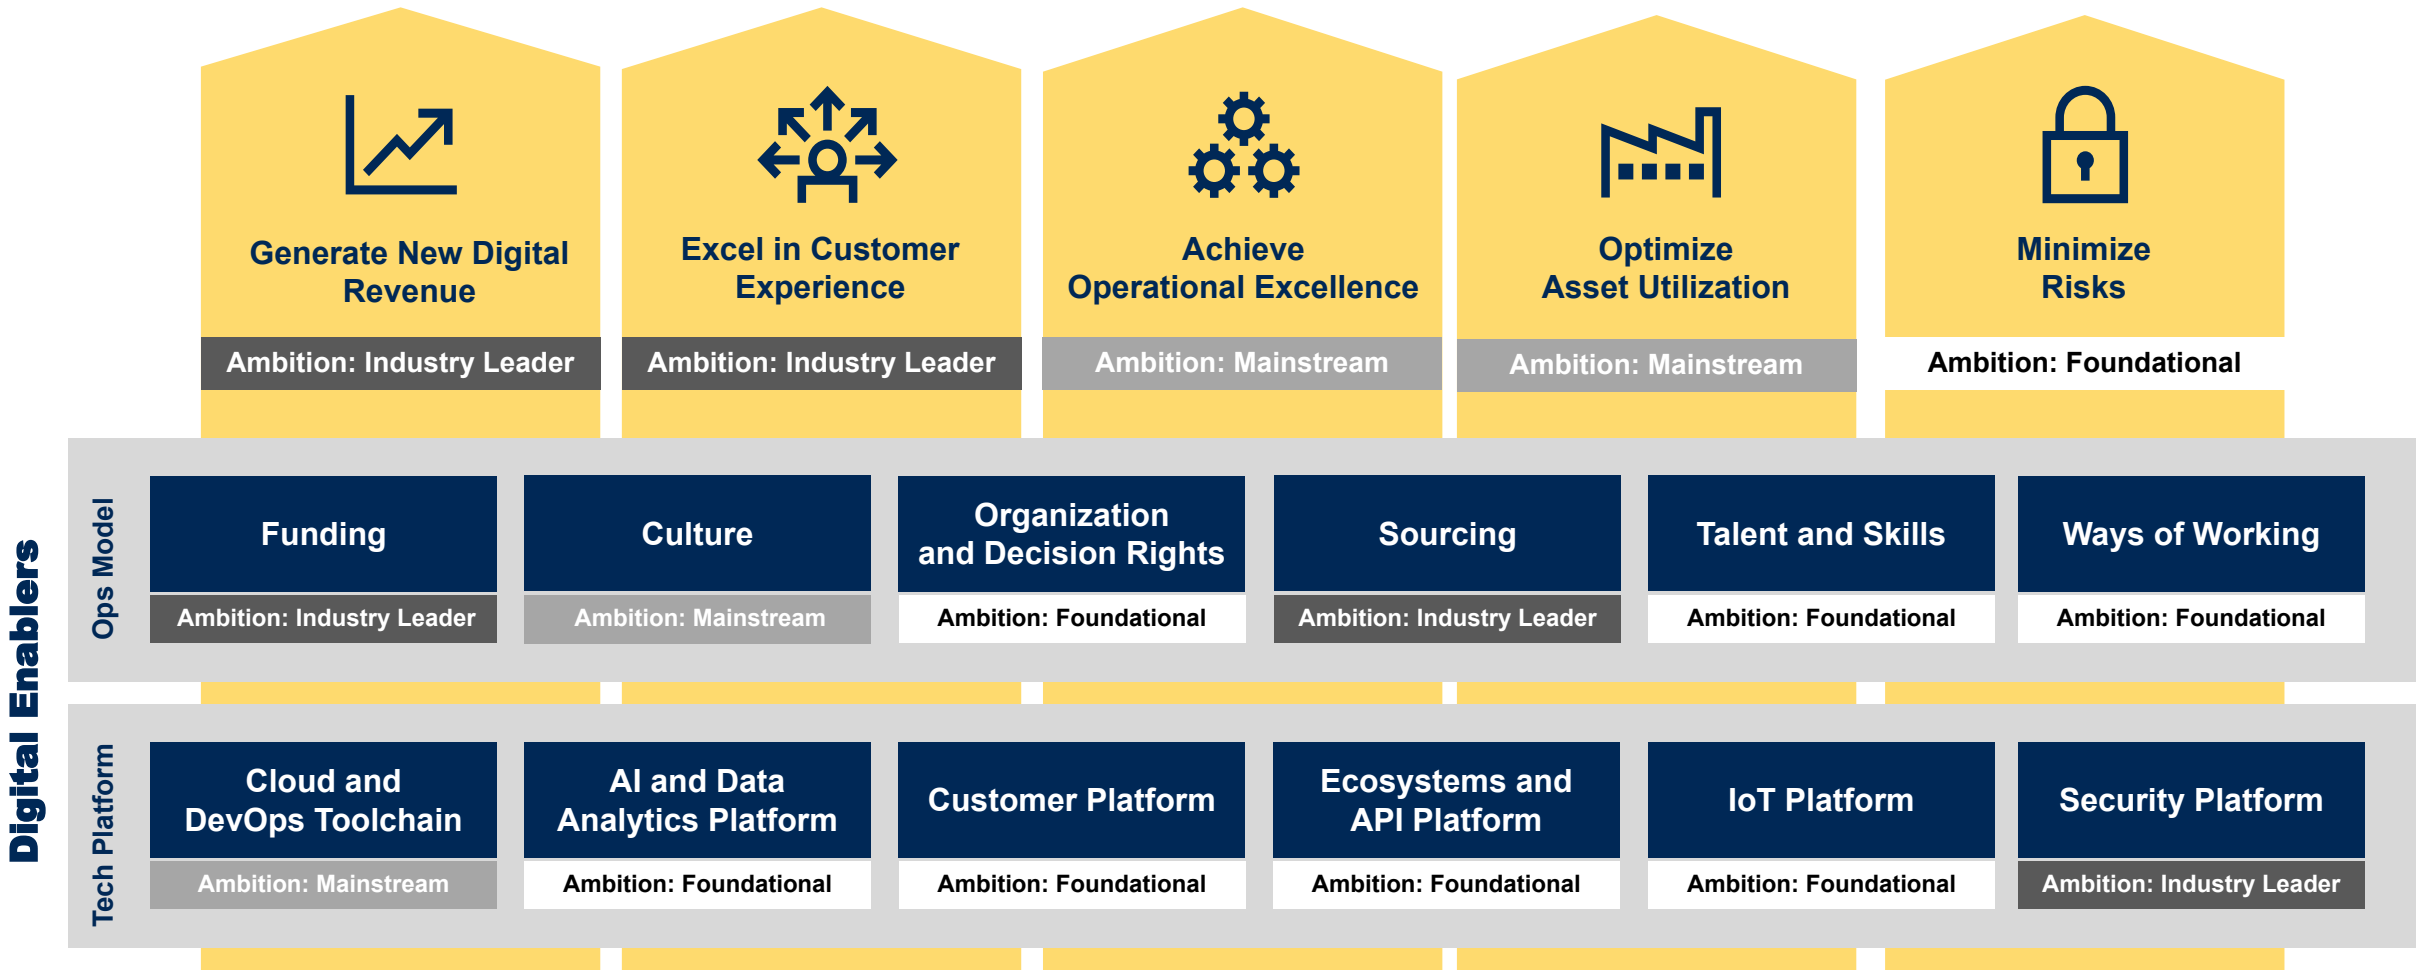 Generate New Digital
Revenue
Ambition: Industry Leader
Excel in Customer
Experience
Ambition: Industry Leader
Achieve
Operational Excellence
Ambition: Mainstream
Optimize
Asset Utilization
Ambition: Mainstream
Minimize
Risks
Ambition: Foundational
Digital Enablers
Ops Model
Funding
Ambition: Industry Leader
Culture
Ambition: Mainstream
Organization
and Decision Rights
Ambition: Foundational
Sourcing
Ambition: Industry Leader
Talent and Skills
Ambition: Foundational
Ways of Working
Ambition: Foundational
Tech Platform
Cloud and
DevOps Toolchain
Ambition: Mainstream
AI and Data
Analytics Platform
Ambition: Foundational
Customer Platform
Ambition: Foundational
Ecosystems and
API Platform
Ambition: Foundational
IoT Platform
Ambition: Foundational
Security Platform
Ambition: Industry Leader